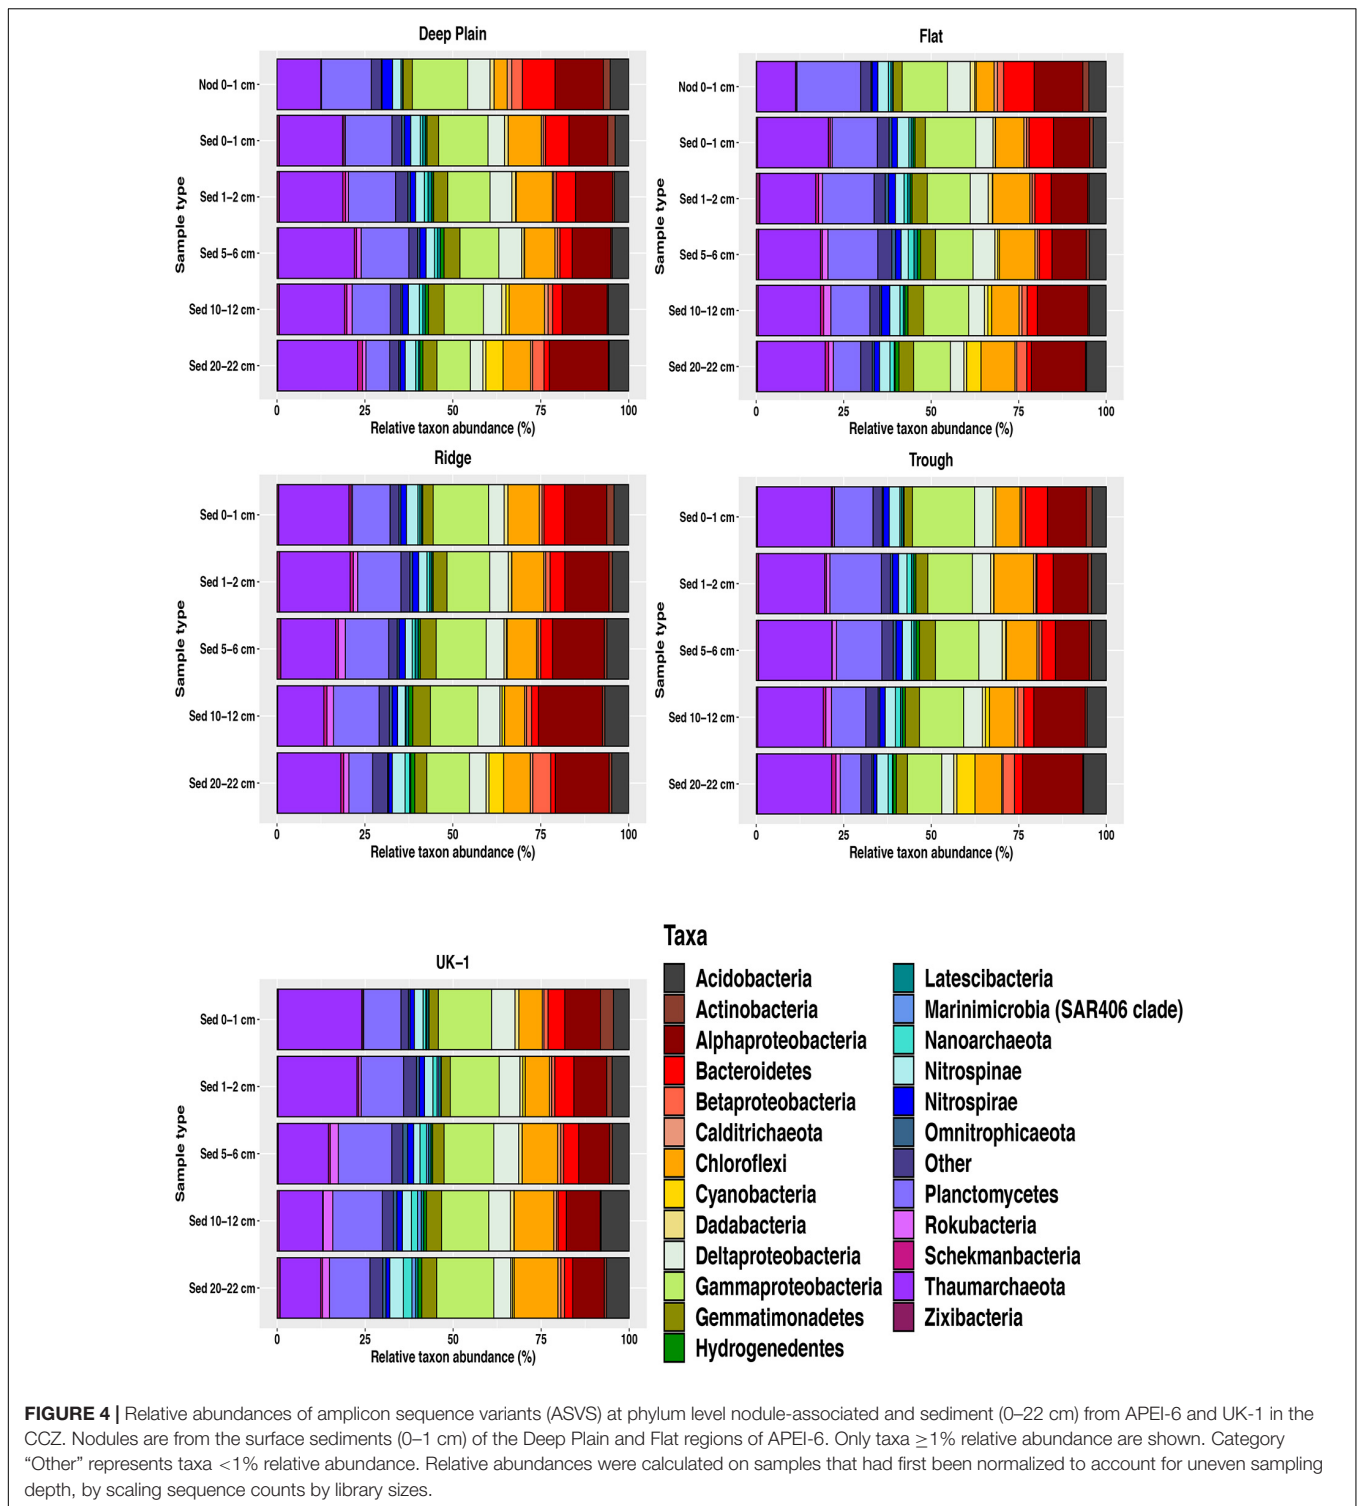 Deep Plain
Sample type
Nod 0–1 cm
Sed 0–1 cm
Sed 1–2 cm
Sed 5–6 cm
Sed 10–12 cm
Sed 20–22 cm
0 25 50 75 100
Relative taxon abundance (%)
Flat
Sample type
Nod 0–1 cm
Sed 0–1 cm
Sed 1–2 cm
Sed 5–6 cm
Sed 10–12 cm
Sed 20–22 cm
0 25 50 75 100
Relative taxon abundance (%)
Ridge
Sample type
Sed 0–1 cm
Sed 1–2 cm
Sed 5–6 cm
Sed 10–12 cm
Sed 20–22 cm
0 25 50 75 100
Relative taxon abundance (%)
Trough
Sample type
Sed 0–1 cm
Sed 1–2 cm
Sed 5–6 cm
Sed 10–12 cm
Sed 20–22 cm
0 25 50 75 100
Relative taxon abundance (%)
UK–1
Sample type
Sed 0–1 cm
Sed 1–2 cm
Sed 5–6 cm
Sed 10–12 cm
Sed 20–22 cm
0 25 50 75 100
Relative taxon abundance (%)
Taxa
Acidobacteria
Actinobacteria
Alphaproteobacteria
Bacteroidetes
Betaproteobacteria
Calditrichaeota
Chloroflexi
Cyanobacteria
Dadabacteria
Deltaproteobacteria
Gammaproteobacteria
Gemmatimonadetes
Hydrogenedentes
Latescibacteria
Marinimicrobia (SAR406 clade)
Nanoarchaeota
Nitrospinae
Nitrospirae
Omnitrophicaeota
Other
Planctomycetes
Rokubacteria
Schekmanbacteria
Thaumarchaeota
Zixibacteria
FIGURE 4 | Relative abundances of amplicon sequence variants (ASVS) at phylum level nodule-associated and sediment (0–22 cm) from APEI-6 and UK-1 in the
CCZ. Nodules are from the surface sediments (0–1 cm) of the Deep Plain and Flat regions of APEI-6. Only taxa ≥1% relative abundance are shown. Category
“Other” represents taxa <1% relative abundance. Relative abundances were calculated on samples that had first been normalized to account for uneven sampling
depth, by scaling sequence counts by library sizes.